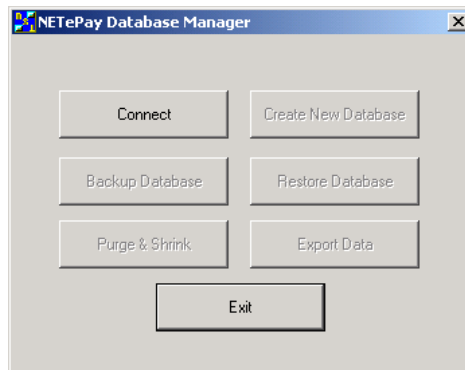 NETePay Database Manager
Connect
Create New Database
Backup Database
Restore Database
Purge & Shrink
Export Data
Exit